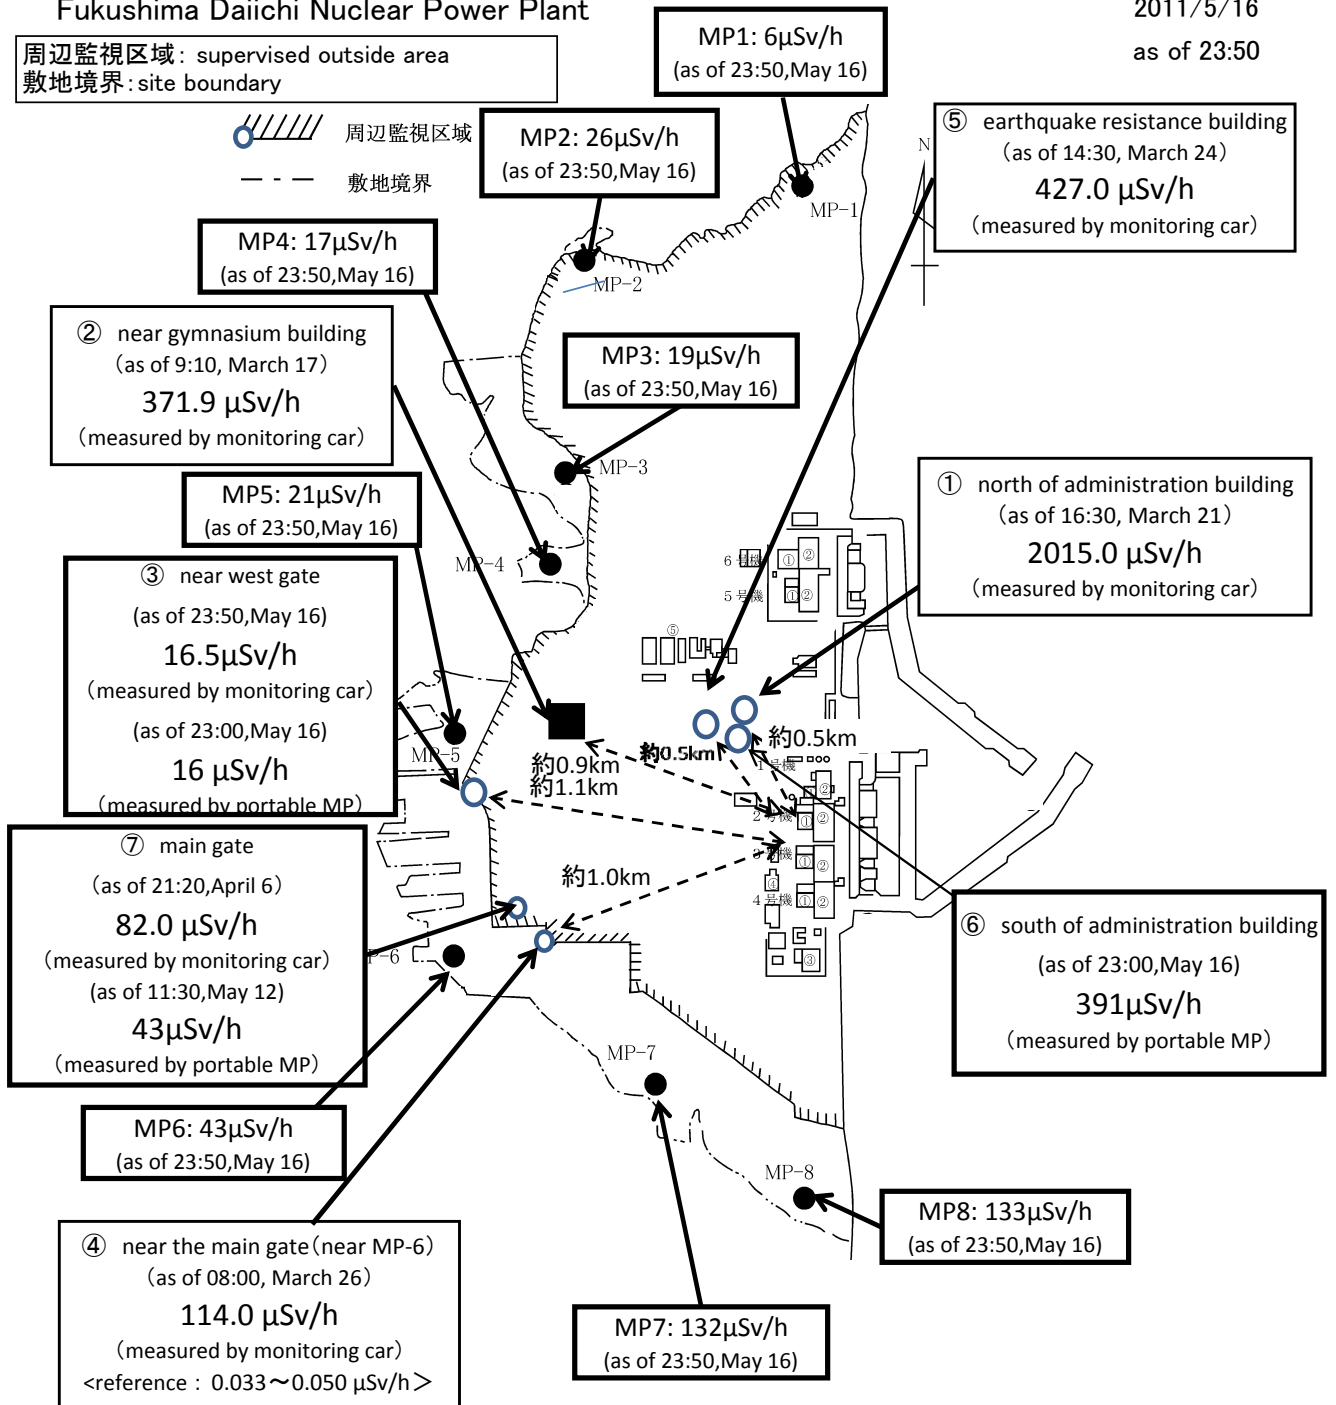 Fukushima Daiichi Nuclear Power Plant
2011/5/16
as of 23:50
周辺監視区域: supervised outside area
敷地境界:site boundary
周辺監視区域
敷地境界
MP1: 6μSv/h
(as of 23:50,May 16)
MP2: 26μSv/h
(as of 23:50,May 16)
⑤ earthquake resistance building
(as of 14:30, March 24)
427.0 μSv/h
(measured by monitoring car)
N
MP-1
MP4: 17μSv/h
(as of 23:50,May 16)
MP-2
② near gymnasium building
(as of 9:10, March 17)
371.9 μSv/h
(measured by monitoring car)
MP3: 19μSv/h
(as of 23:50,May 16)
MP-3
MP5: 21μSv/h
(as of 23:50,May 16)
① north of administration building
(as of 16:30, March 21)
2015.0 μSv/h
(measured by monitoring car)
MP-4
6号機
① ②
5号機
① ②
⑤
③ near west gate
(as of 23:50,May 16)
16.5μSv/h
(measured by monitoring car)
(as of 23:00,May 16)
16 μSv/h
(measured by portable MP)
MP-5
約0.9km
約1.1km
約0.5km
約0.5km
1号機
②
2号機
① ②
3号機
① ②
④
4号機
① ②
③
約1.0km
⑦ main gate
(as of 21:20,April 6)
82.0 μSv/h
(measured by monitoring car)
(as of 11:30,May 12)
43μSv/h
(measured by portable MP)
P-6
⑥ south of administration building
(as of 23:00,May 16)
391μSv/h
(measured by portable MP)
MP-7
MP6: 43μSv/h
(as of 23:50,May 16)
MP-8
MP8: 133μSv/h
(as of 23:50,May 16)
④ near the main gate(near MP-6)
(as of 08:00, March 26)
114.0 μSv/h
(measured by monitoring car)
<reference : 0.033~0.050 μSv/h>
MP7: 132μSv/h
(as of 23:50,May 16)